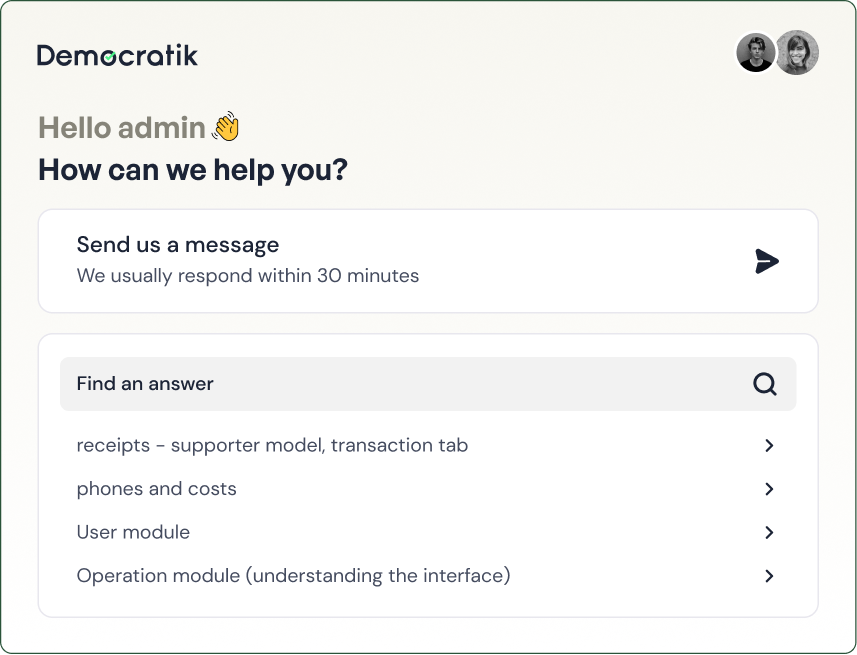 Democratik
Hello admin 👋
How can we help you?
Send us a message
We usually respond within 30 minutes
Find an answer
receipts - supporter model, transaction tab
phones and costs
User module
Operation module (understanding the interface)